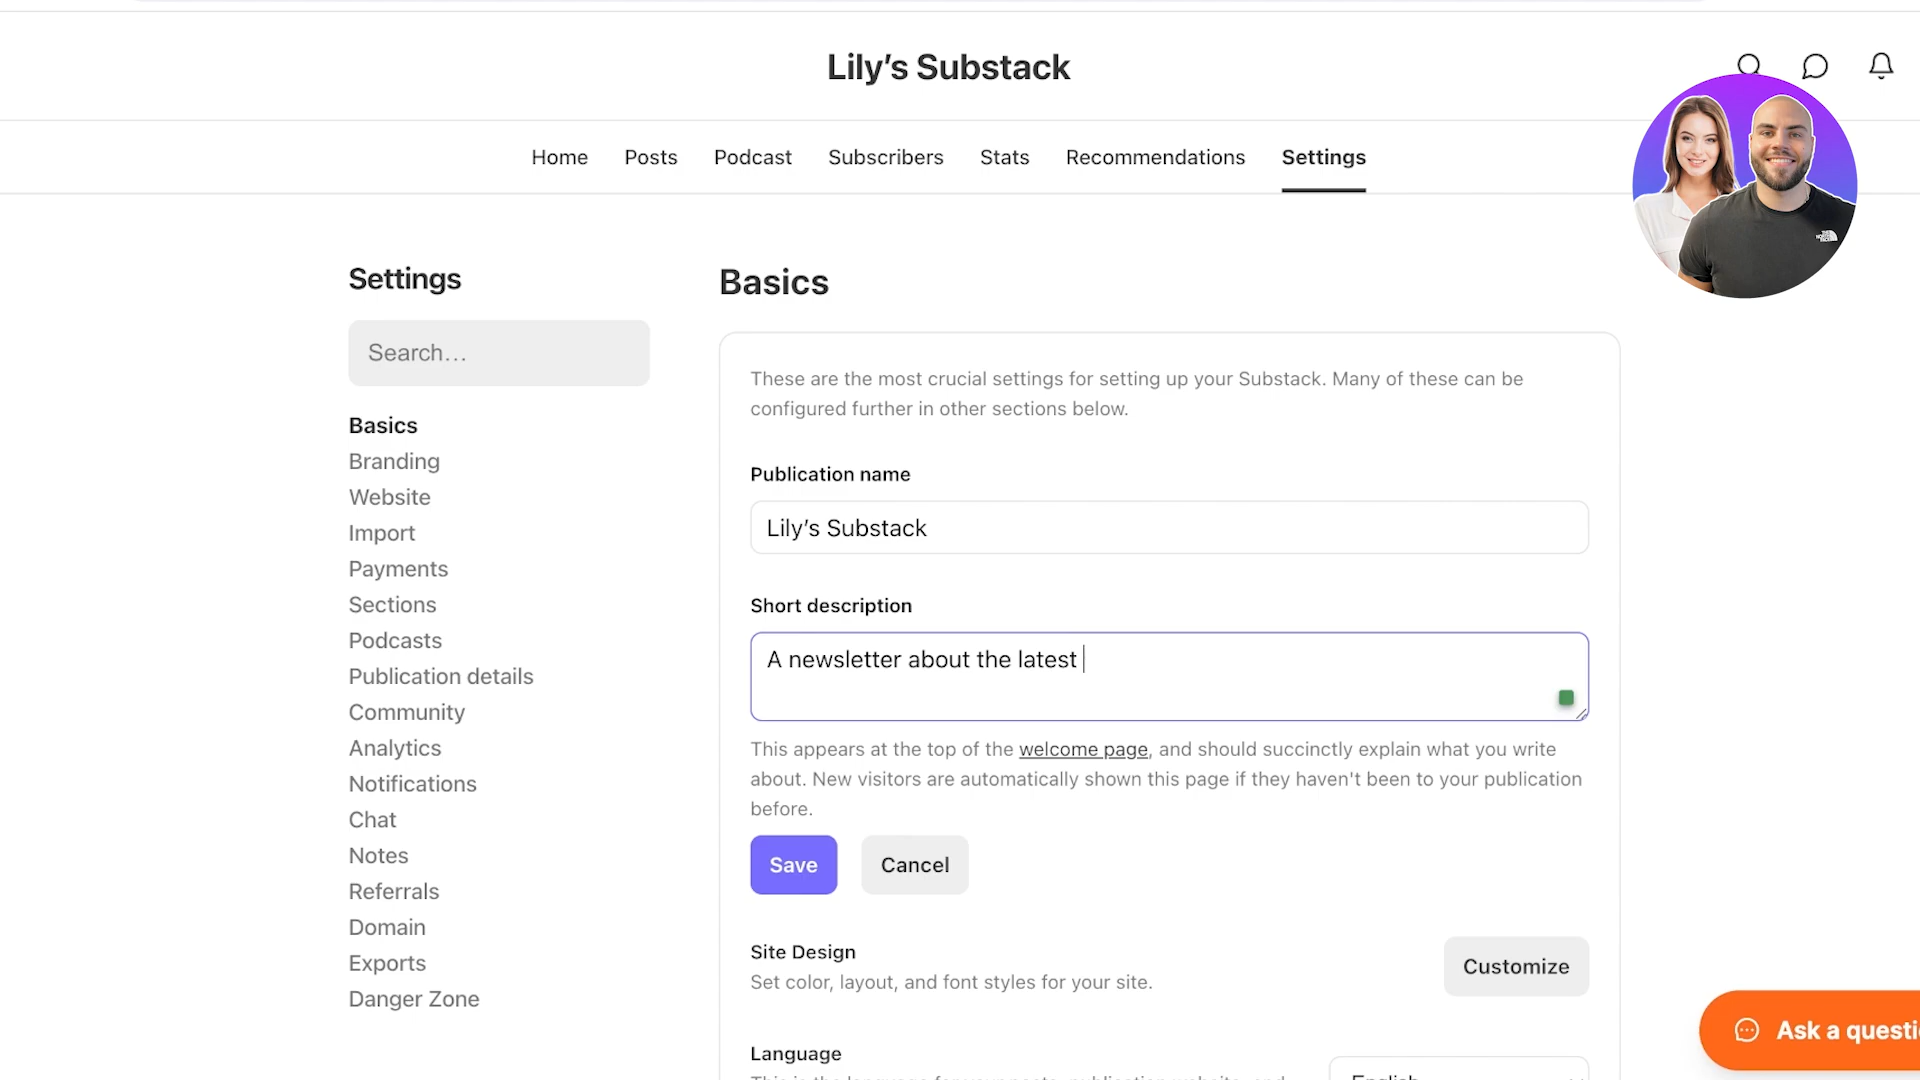 Lily’s Substack
Home Posts Podcast Subscribers Stats Recommendations Settings
Settings
Search...
Basics
Branding
Website
Import
Payments
Sections
Podcasts
Publication details
Community
Analytics
Notifications
Chat
Notes
Referrals
Domain
Exports
Danger Zone
Basics
These are the most crucial settings for setting up your Substack. Many of these can be
configured further in other sections below.
Publication name
Lily’s Substack
Short description
A newsletter about the latest
This appears at the top of the welcome page, and should succinctly explain what you write
about. New visitors are automatically shown this page if they haven't been to your publication
before.
Save Cancel
Site Design
Set color, layout, and font styles for your site.
Customize
Language
English
Ask a questi